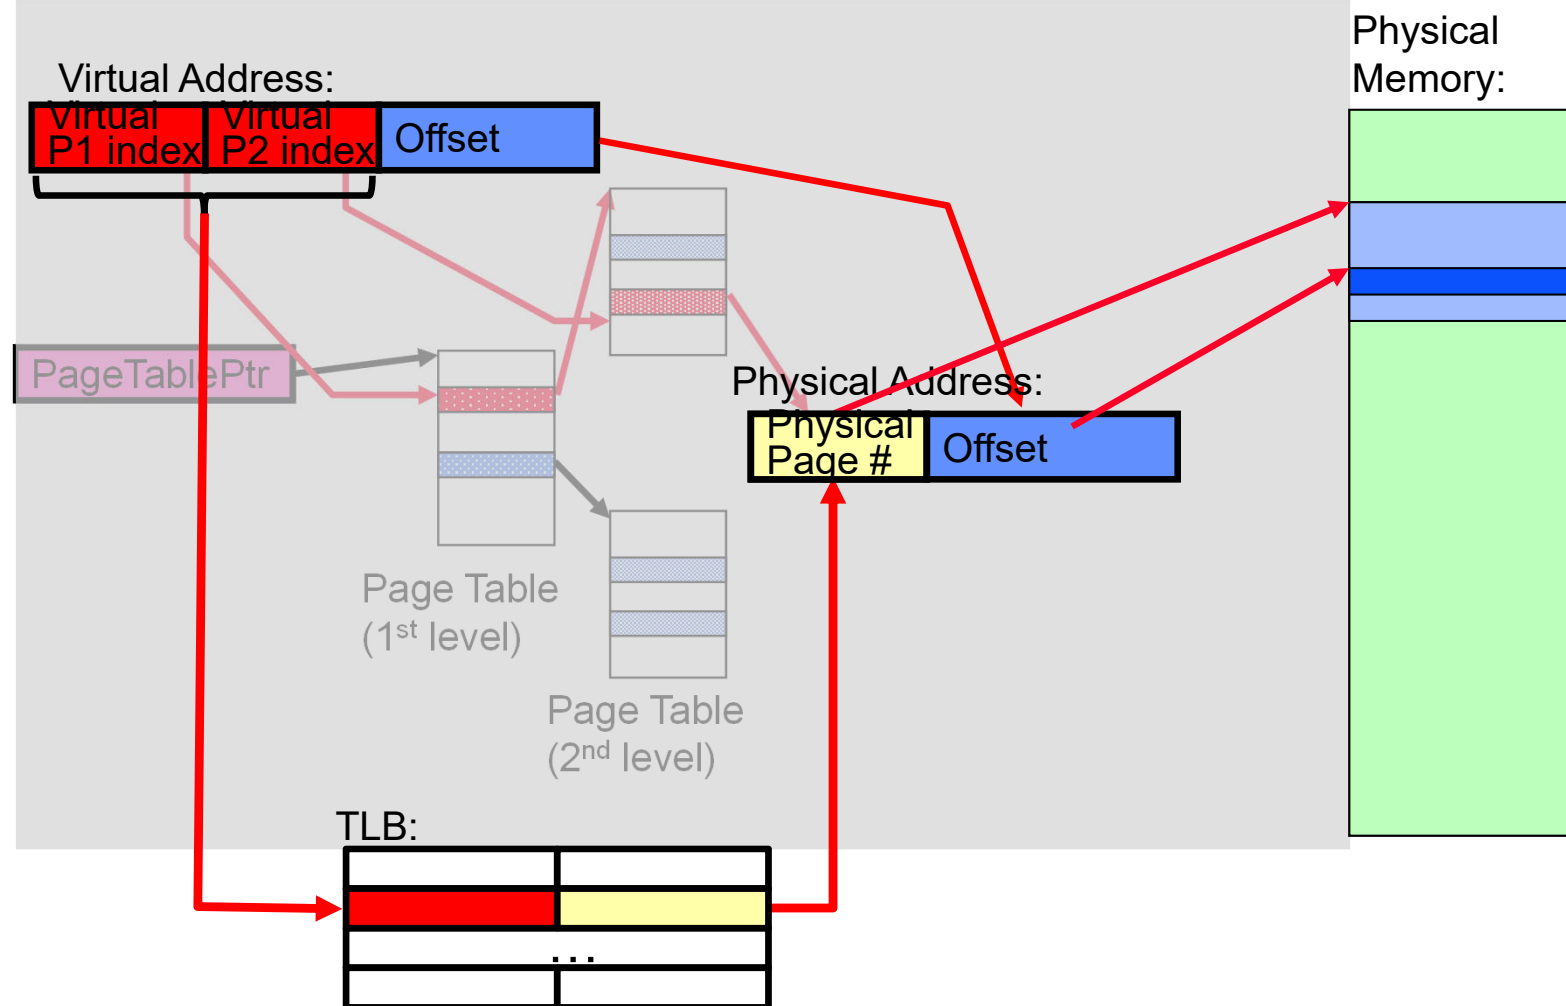 Physical
Memory:
Virtual Address:
Virtual
P1 index
Virtual
P2 index
Offset
PageTablePtr
Physical Address:
Physical
Page #
Offset
Page Table
(1st level)
Page Table
(2nd level)
TLB:
...